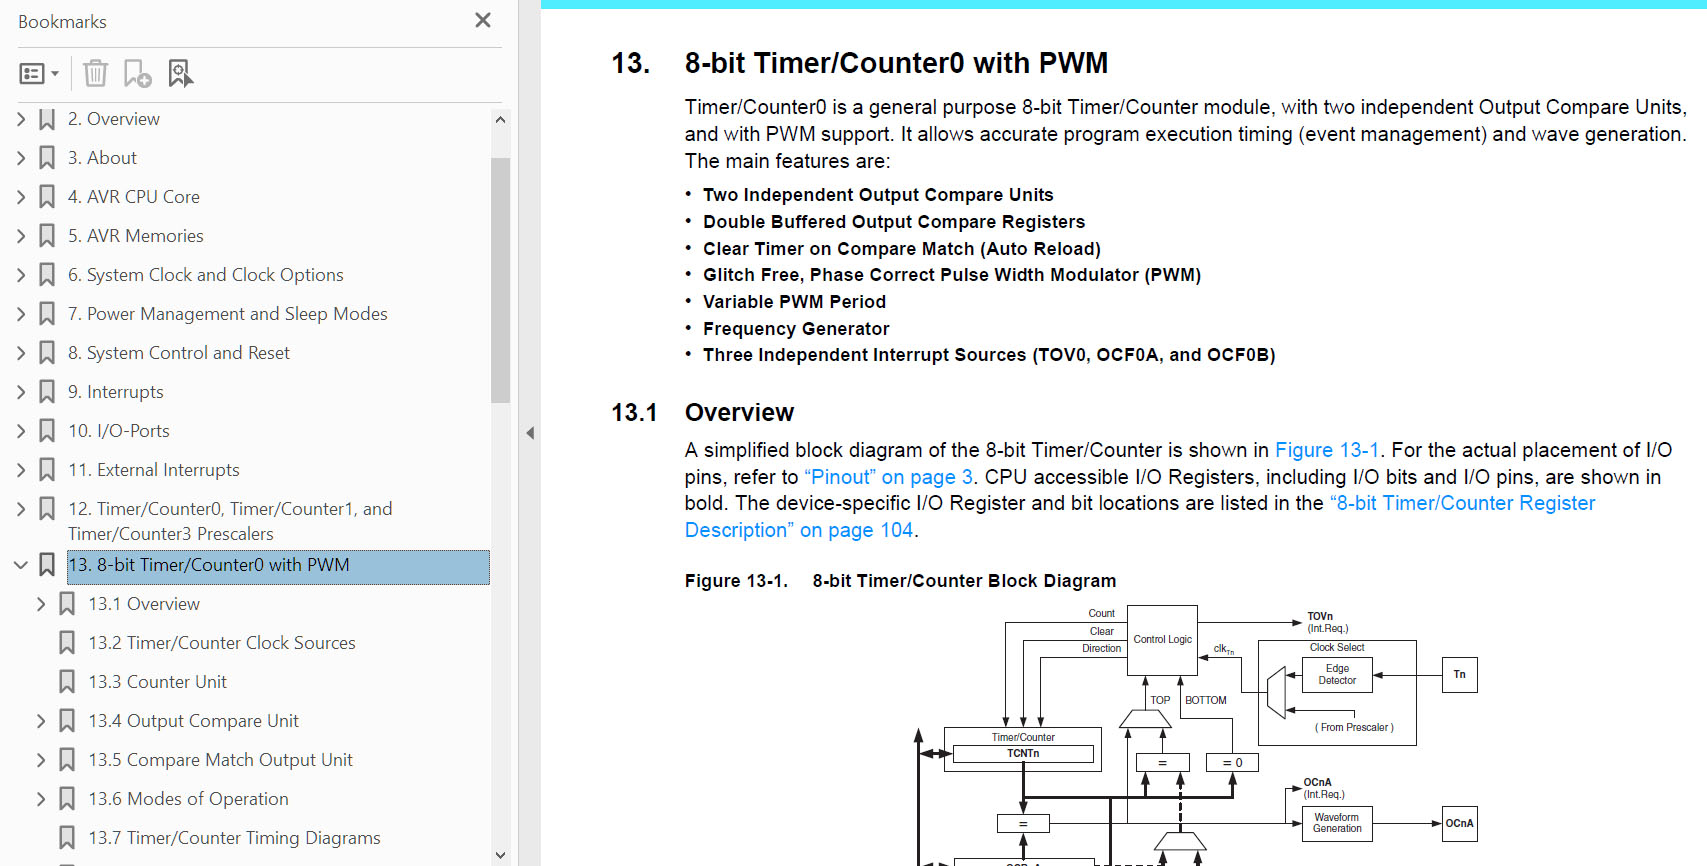 Bookmarks
2. Overview
3. About
4. AVR CPU Core
5. AVR Memories
6. System Clock and Clock Options
7. Power Management and Sleep Modes
8. System Control and Reset
9. Interrupts
10. I/O-Ports
11. External Interrupts
12. Timer/Counter0, Timer/Counter1, and
Timer/Counter3 Prescalers
13. 8-bit Timer/Counter0 with PWM
13.1 Overview
13.2 Timer/Counter Clock Sources
13.3 Counter Unit
13.4 Output Compare Unit
13.5 Compare Match Output Unit
13.6 Modes of Operation
13.7 Timer/Counter Timing Diagrams
13. 8-bit Timer/Counter0 with PWM
Timer/Counter0 is a general purpose 8-bit Timer/Counter module, with two independent Output Compare Units,
and with PWM support. It allows accurate program execution timing (event management) and wave generation.
The main features are:
• Two Independent Output Compare Units
• Double Buffered Output Compare Registers
• Clear Timer on Compare Match (Auto Reload)
• Glitch Free, Phase Correct Pulse Width Modulator (PWM)
• Variable PWM Period
• Frequency Generator
• Three Independent Interrupt Sources (TOV0, OCF0A, and OCF0B)
13.1 Overview
A simplified block diagram of the 8-bit Timer/Counter is shown in Figure 13-1. For the actual placement of I/O
pins, refer to “Pinout” on page 3. CPU accessible I/O Registers, including I/O bits and I/O pins, are shown in
bold. The device-specific I/O Register and bit locations are listed in the “8-bit Timer/Counter Register
Description” on page 104.
Figure 13-1. 8-bit Timer/Counter Block Diagram
Count
Clear
Direction
Control Logic
TOVn
(Int.Req.)
clkTn
Clock Select
Edge
Detector
Tn
( From Prescaler )
TOP
BOTTOM
Timer/Counter
TCNTn
=
= 0
OCnA
(Int.Req.)
=
Waveform
Generation
OCnA